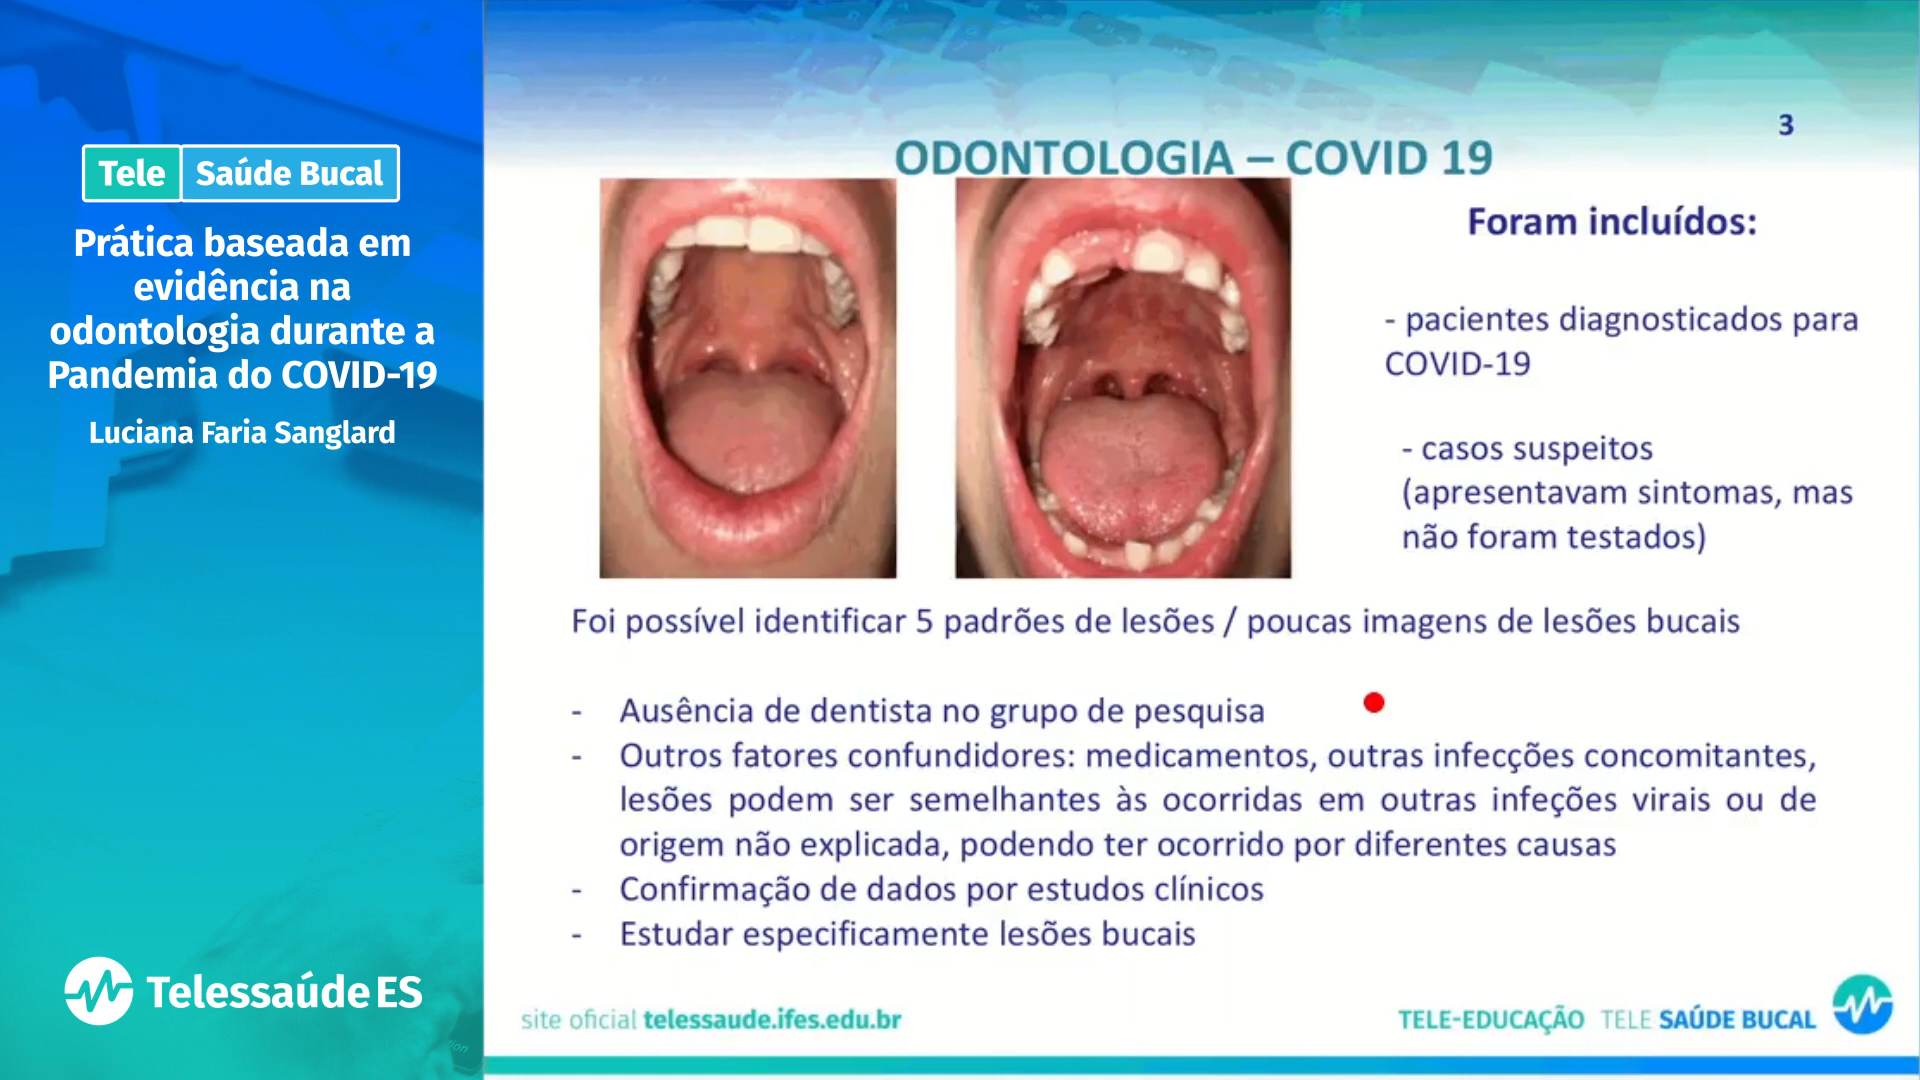 Tele Saúde Bucal
Prática baseada em
evidência na
odontologia durante a
Pandemia do COVID-19
Luciana Faria Sanglard
TelessaúdeES
3
ODONTOLOGIA – COVID 19
Foram incluídos:
- pacientes diagnosticados para
COVID-19
- casos suspeitos
(apresentavam sintomas, mas
não foram testados)
Foi possível identificar 5 padrões de lesões / poucas imagens de lesões bucais
- Ausência de dentista no grupo de pesquisa
- Outros fatores confundidores: medicamentos, outras infecções concomitantes,
lesões podem ser semelhantes às ocorridas em outras infeções virais ou de
origem não explicada, podendo ter ocorrido por diferentes causas
- Confirmação de dados por estudos clínicos
- Estudar especificamente lesões bucais
site oficial telessaude.ifes.edu.br
TELE-EDUCAÇÃO TELE SAÚDE BUCAL